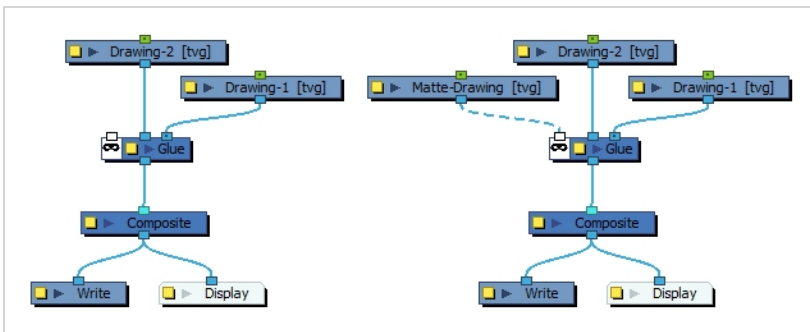 Drawing-2 [tvg]
Drawing-1 [tvg]
Glue
Composite
Write
Display
Drawing-2 [tvg]
Matte-Drawing [tvg]
Drawing-1 [tvg]
Glue
Composite
Write
Display